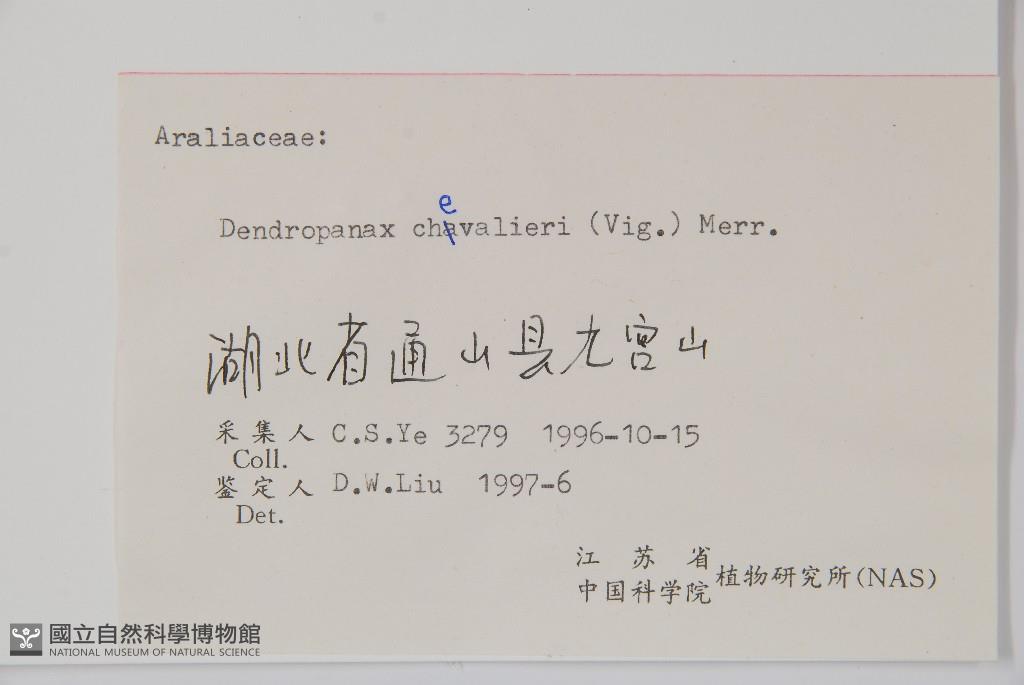 Araliaceae:
e
Dendropanax chavalieri (Vig.) Merr.
湖北省通山县九宫山
采集人 C.S.Ye 3279 1996-10-15
Coll.
鉴定人 D.W.Liu 1997-6
Det.
江苏省
中国科学院 植物研究所(NAS)
國立自然科學博物館
NATIONAL MUSEUM OF NATURAL SCIENCE